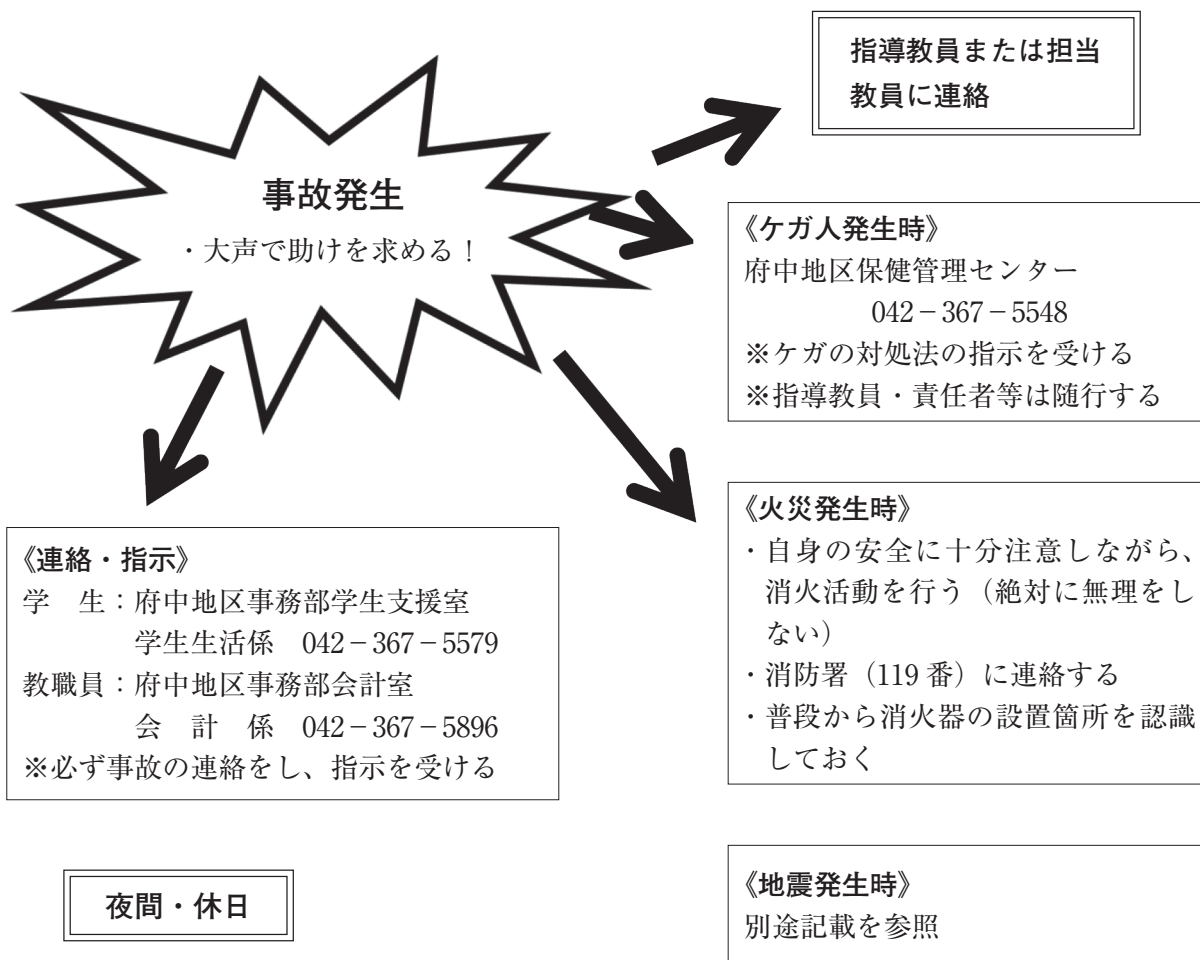 指導教員または担当
教員に連絡
事故発生
・大声で助けを求める！
《ケガ人発生時》
府中地区保健管理センター
042－367－5548
※ケガの対処法の指示を受ける
※指導教員・責任者等は随行する
《火災発生時》
・自身の安全に十分注意しながら、
消火活動を行う（絶対に無理をし
ない）
・消防署（119 番）に連絡する
・普段から消火器の設置箇所を認識
しておく
《連絡・指示》
学　生：府中地区事務部学生支援室
学生生活係　042－367－5579
教職員：府中地区事務部会計室
会　計　係　042－367－5896
※必ず事故の連絡をし、指示を受ける
夜間・休日
《地震発生時》
別途記載を参照